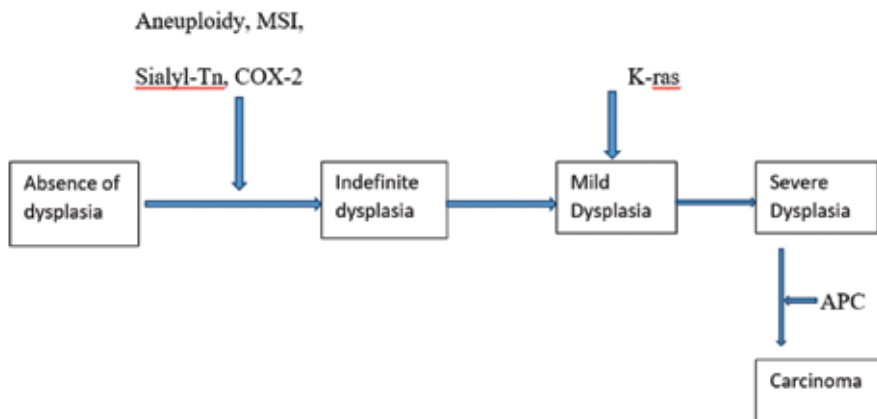 Aneuploidy, MSI,
Sialyl-Tn, COX-2
K-ras
Absence of
dysplasia
Indefinite
dysplasia
Mild
Dysplasia
Severe
Dysplasia
APC
Carcinoma